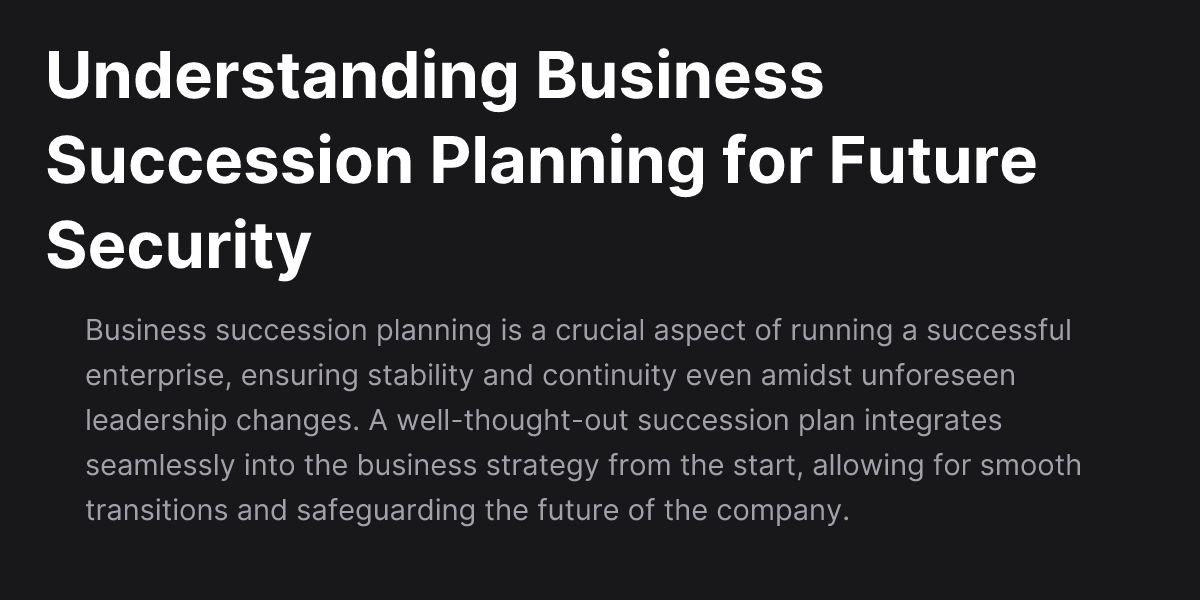 Understanding Business
Succession Planning for Future
Security
Business succession planning is a crucial aspect of running a successful
enterprise, ensuring stability and continuity even amidst unforeseen
leadership changes. A well-thought-out succession plan integrates
seamlessly into the business strategy from the start, allowing for smooth
transitions and safeguarding the future of the company.